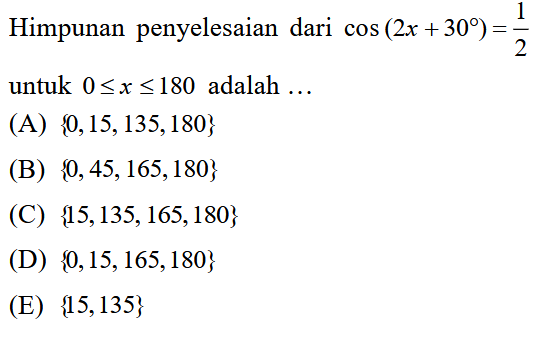 Himpunan penyelesaian dari cos (2x + 30°) = 1/2
untuk 0 ≤ x ≤ 180 adalah ...
(A) {0, 15, 135, 180}
(B) {0, 45, 165, 180}
(C) {15, 135, 165, 180}
(D) {0, 15, 165, 180}
(E) {15, 135}